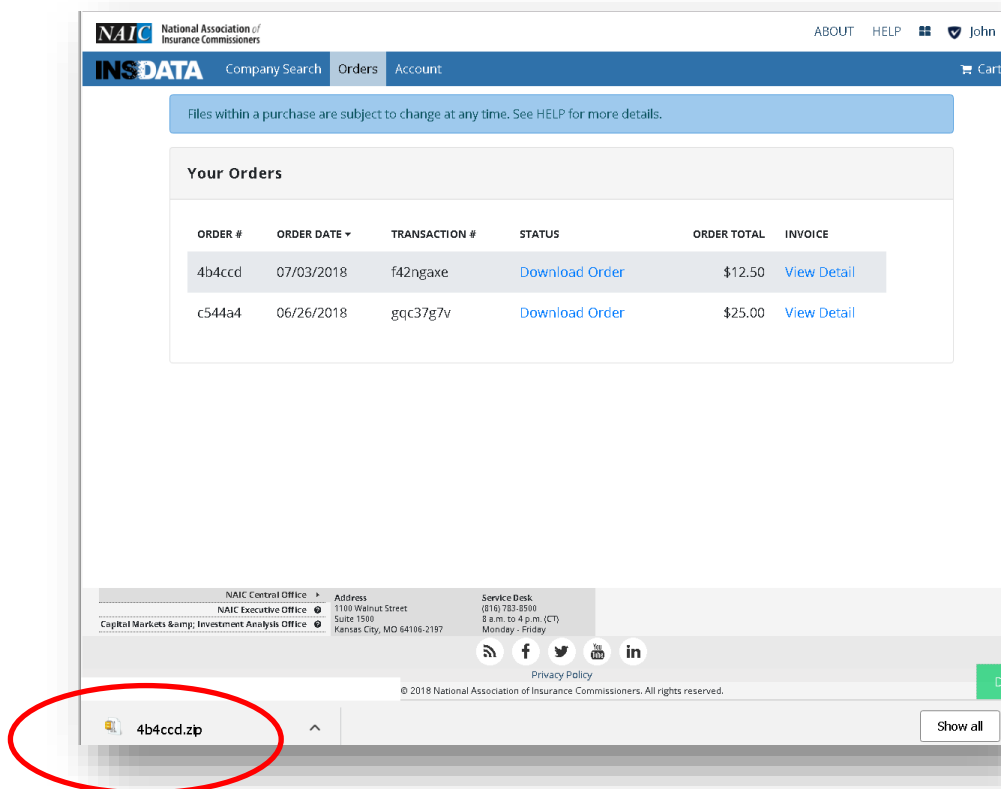 NAIC National Association of
Insurance Commissioners
ABOUT HELP John
INSDATA Company Search Orders Account Cart
Files within a purchase are subject to change at any time. See HELP for more details.
Your Orders
ORDER # ORDER DATE TRANSACTION # STATUS ORDER TOTAL INVOICE
4b4ccd 07/03/2018 f42ngaxe Download Order $12.50 View Detail
c544a4 06/26/2018 gqc37g7v Download Order $25.00 View Detail
NAIC Central Office
NAIC Executive Office
Capital Markets &amp; Investment Analysis Office
Address
1100 Walnut Street
Suite 1500
Kansas City, MO 64106-2197
Service Desk
(816) 783-8500
8 a.m. to 4 p.m. (CT)
Monday - Friday
You
Tube
Privacy Policy
© 2018 National Association of Insurance Commissioners. All rights reserved.
D
4b4ccd.zip
Show all